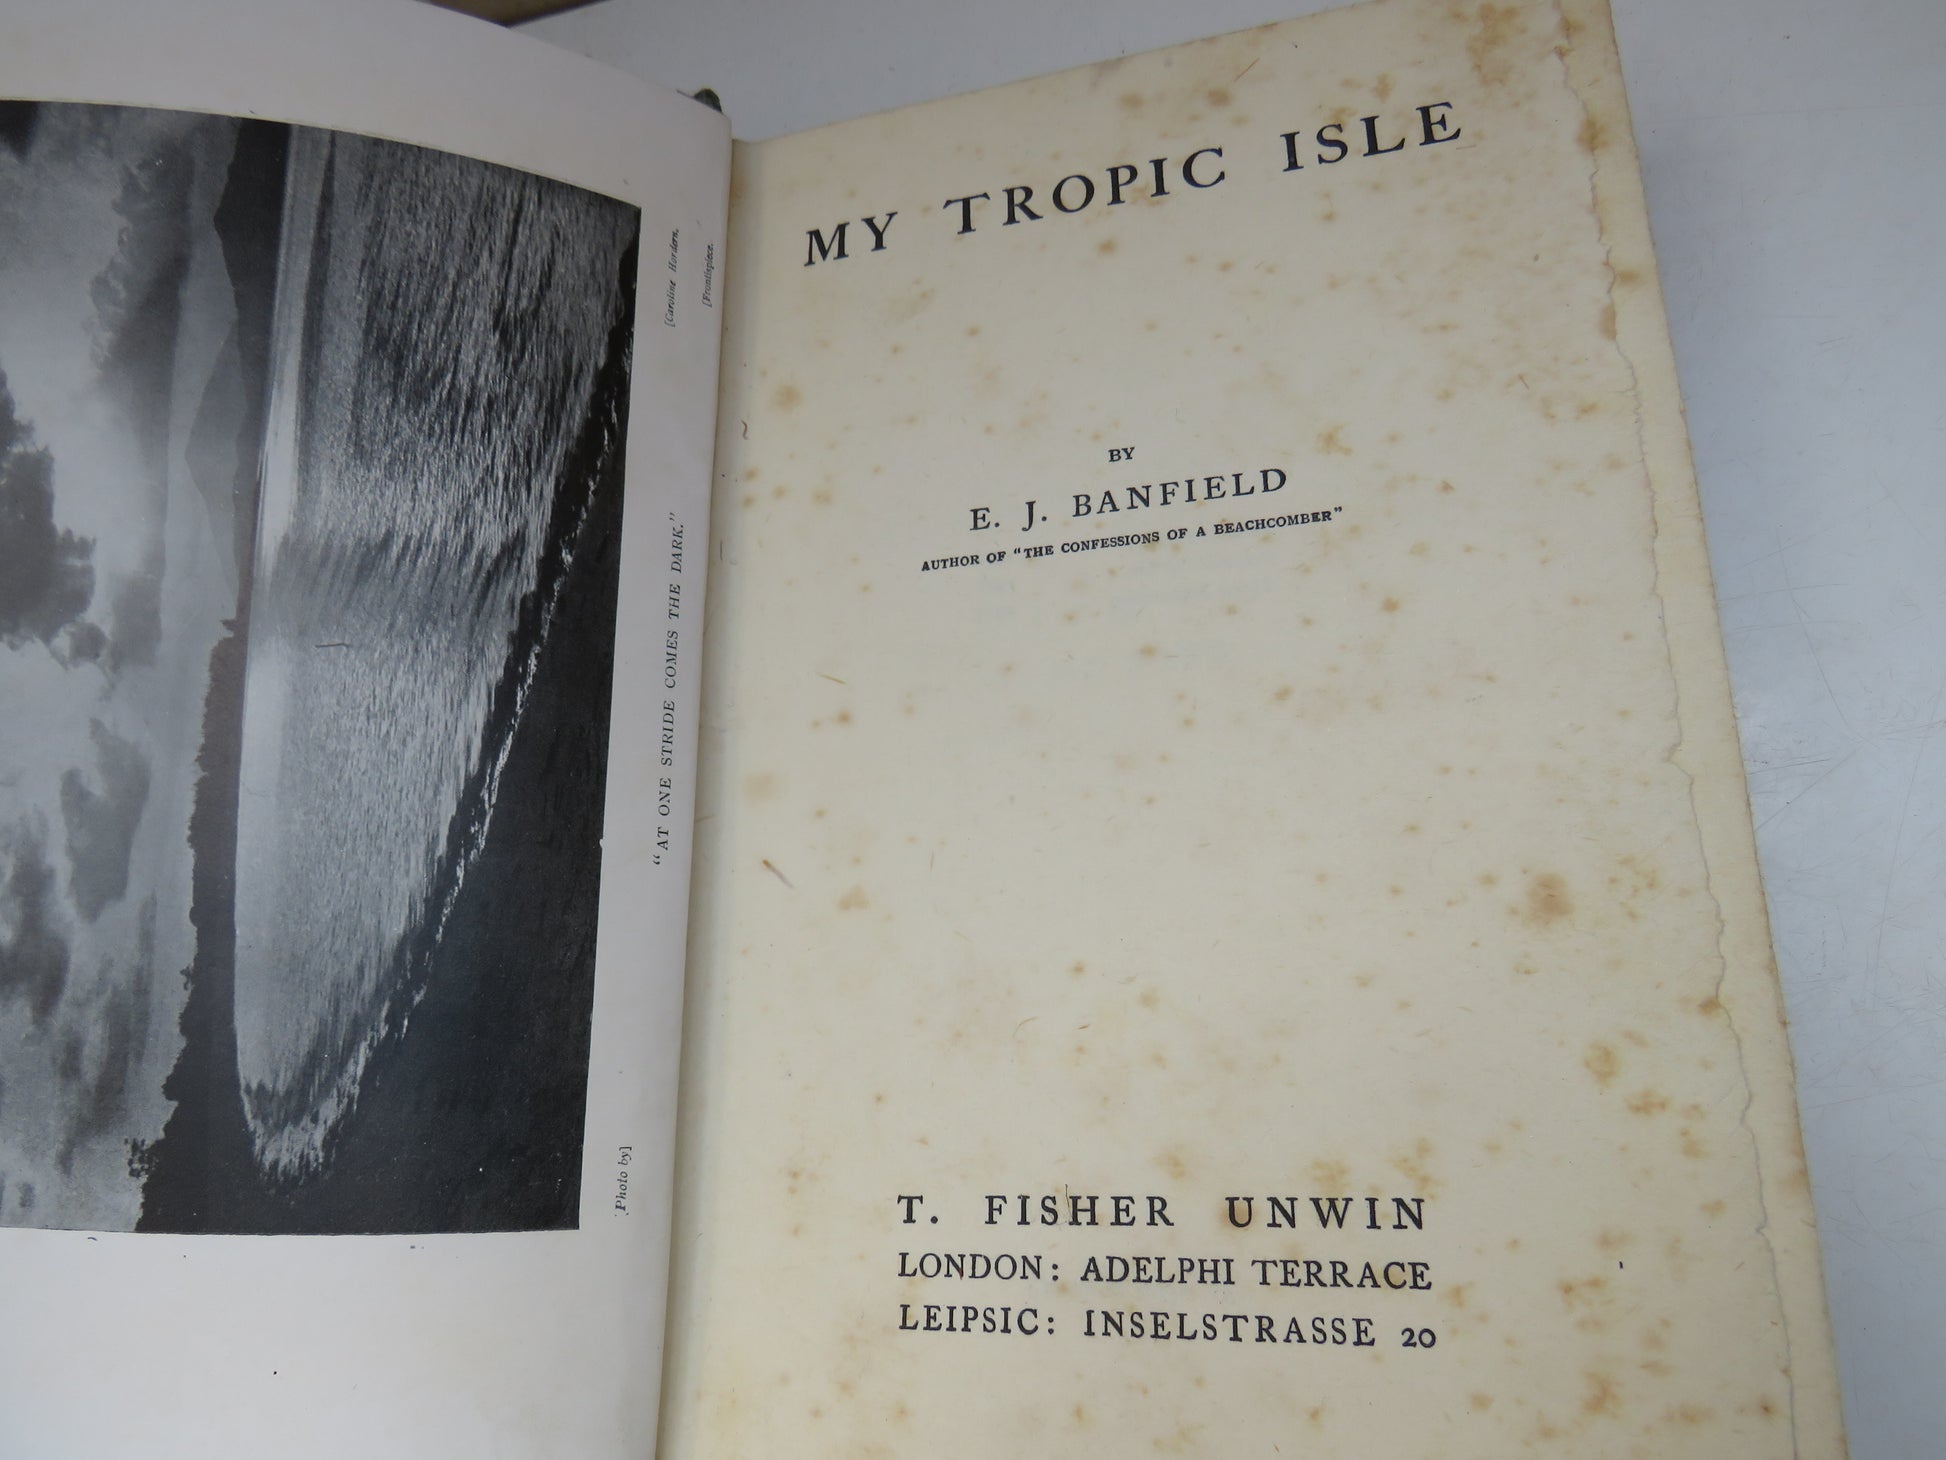 "AT ONE STRIDE COMES THE DARK."
[Photo by]
[Caroline Hordern.
[Frontispiece.
MY TROPIC ISLE
BY
E. J. BANFIELD
AUTHOR OF "THE CONFESSIONS OF A BEACHCOMBER"
T. FISHER UNWIN
LONDON: ADELPHI TERRACE
LEIPSIC: INSELSTRASSE 20